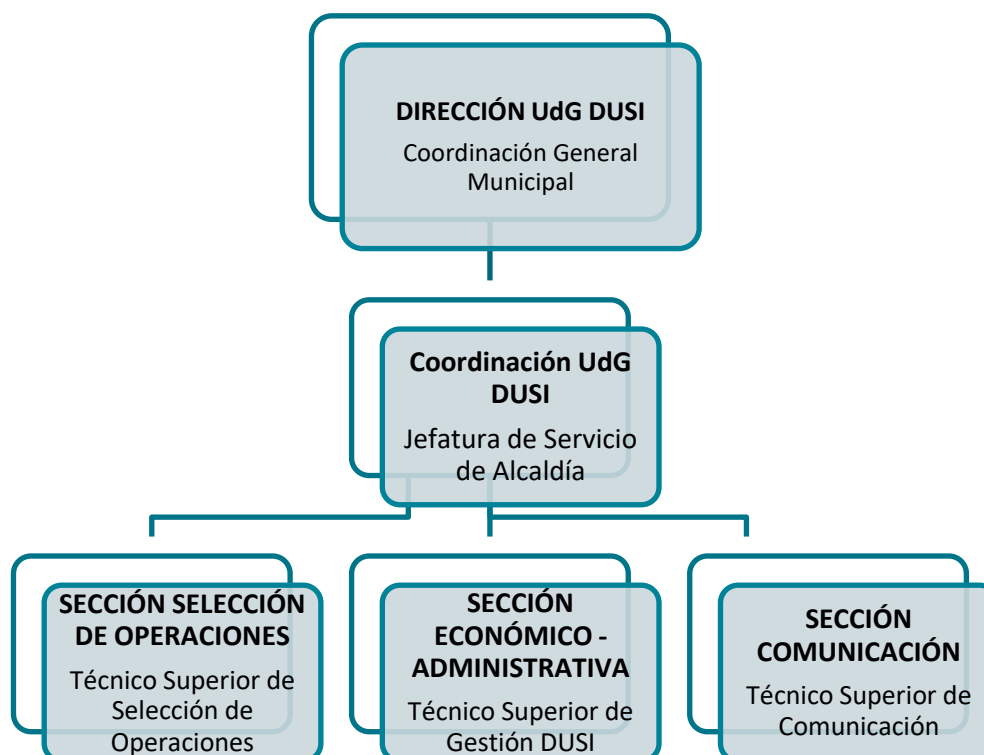 DIRECCIÓN UdG DUSI
Coordinación General
Municipal
Coordinación UdG
DUSI
Jefatura de Servicio
de Alcaldía
SECCIÓN SELECCIÓN
DE OPERACIONES
Técnico Superior de
Selección de
Operaciones
SECCIÓN
ECONÓMICO -
ADMINISTRATIVA
Técnico Superior de
Gestión DUSI
SECCIÓN
COMUNICACIÓN
Técnico Superior de
Comunicación